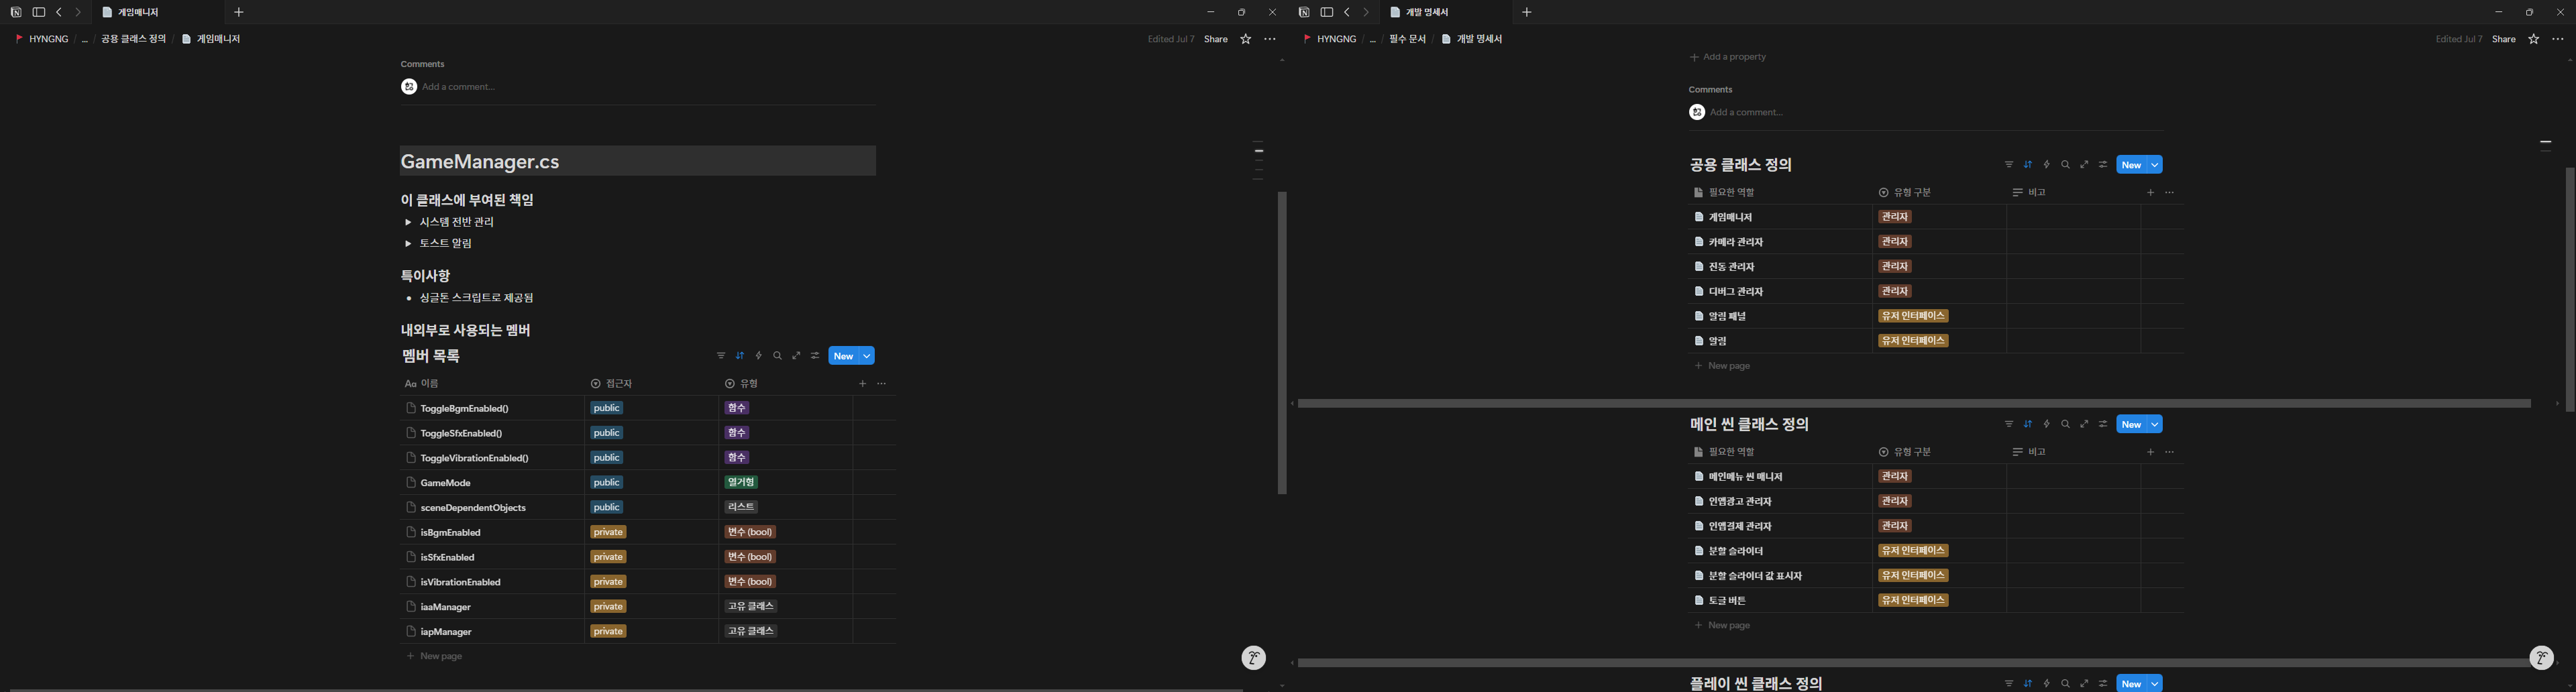 게임매니저
HYNGNG / ... / 공용 클래스 정의 / 게임매니저
Edited Jul 7 Share
Comments
Add a comment...
GameManager.cs
이 클래스에 부여된 책임
시스템 전반 관리
토스트 알림
특이사항
싱글톤 스크립트로 제공됨
내외부로 사용되는 멤버
멤버 목록 New
Aa 이름 접근자 유형
ToggleBgmEnabled() public 함수
ToggleSfxEnabled() public 함수
ToggleVibrationEnabled() public 함수
GameMode public 열거형
sceneDependentObjects public 리스트
isBgmEnabled private 변수 (bool)
isSfxEnabled private 변수 (bool)
isVibrationEnabled private 변수 (bool)
iaaManager private 고유 클래스
iapManager private 고유 클래스
New page
개발 명세서
HYNGNG / ... / 필수 문서 / 개발 명세서
Edited Jul 7 Share
Add a property
Comments
Add a comment...
공용 클래스 정의 New
필요한 역할 유형 구분 비고
게임매니저 관리자
카메라 관리자 관리자
진동 관리자 관리자
디버그 관리자 관리자
알림 패널 유저 인터페이스
알림 유저 인터페이스
New page
메인 씬 클래스 정의 New
필요한 역할 유형 구분 비고
메인메뉴 씬 매니저 관리자
인앱광고 관리자 관리자
인앱결제 관리자 관리자
분할 슬라이더 유저 인터페이스
분할 슬라이더 값 표시자 유저 인터페이스
토글 버튼 유저 인터페이스
New page
플레이 씬 클래스 정의 New